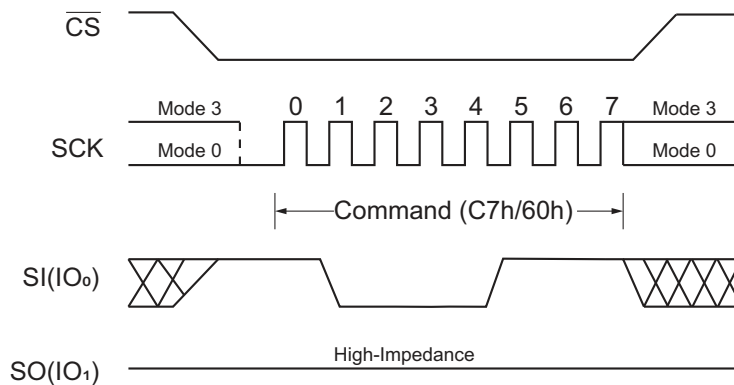 CS
Mode 3 0 1 2 3 4 5 6 7 Mode 3
SCK Mode 0 Mode 0
Command (C7h/60h)
SI(IO₀)
High-Impedance
SO(IO₁)